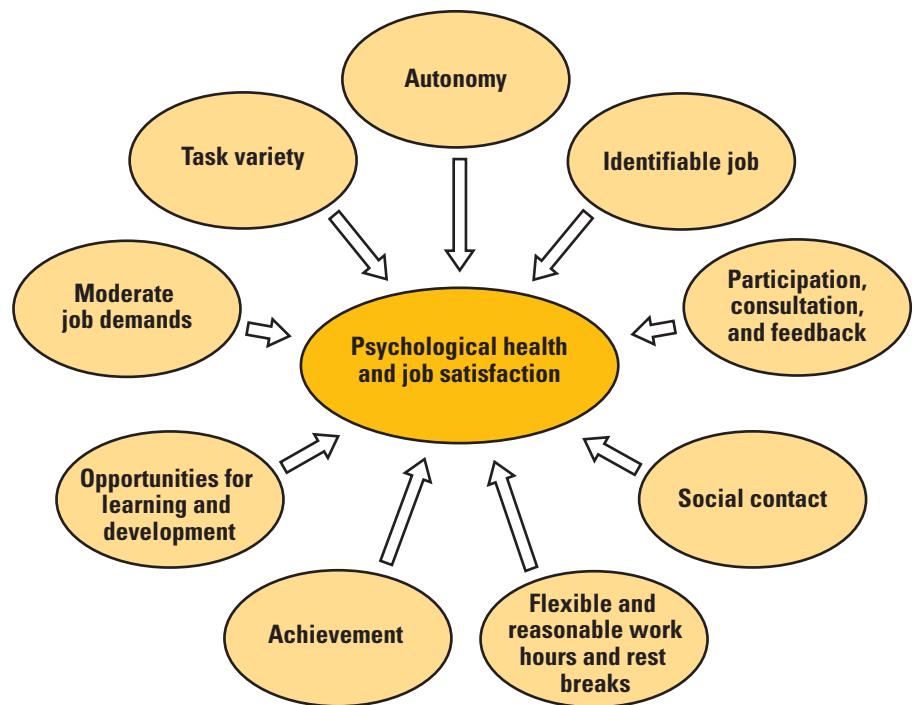 Autonomy
Task variety
Identifiable job
Moderate
job demands
Participation,
consultation,
and feedback
Psychological health
and job satisfaction
Opportunities for
learning and
development
Social contact
Achievement
Flexible and
reasonable work
hours and rest
breaks